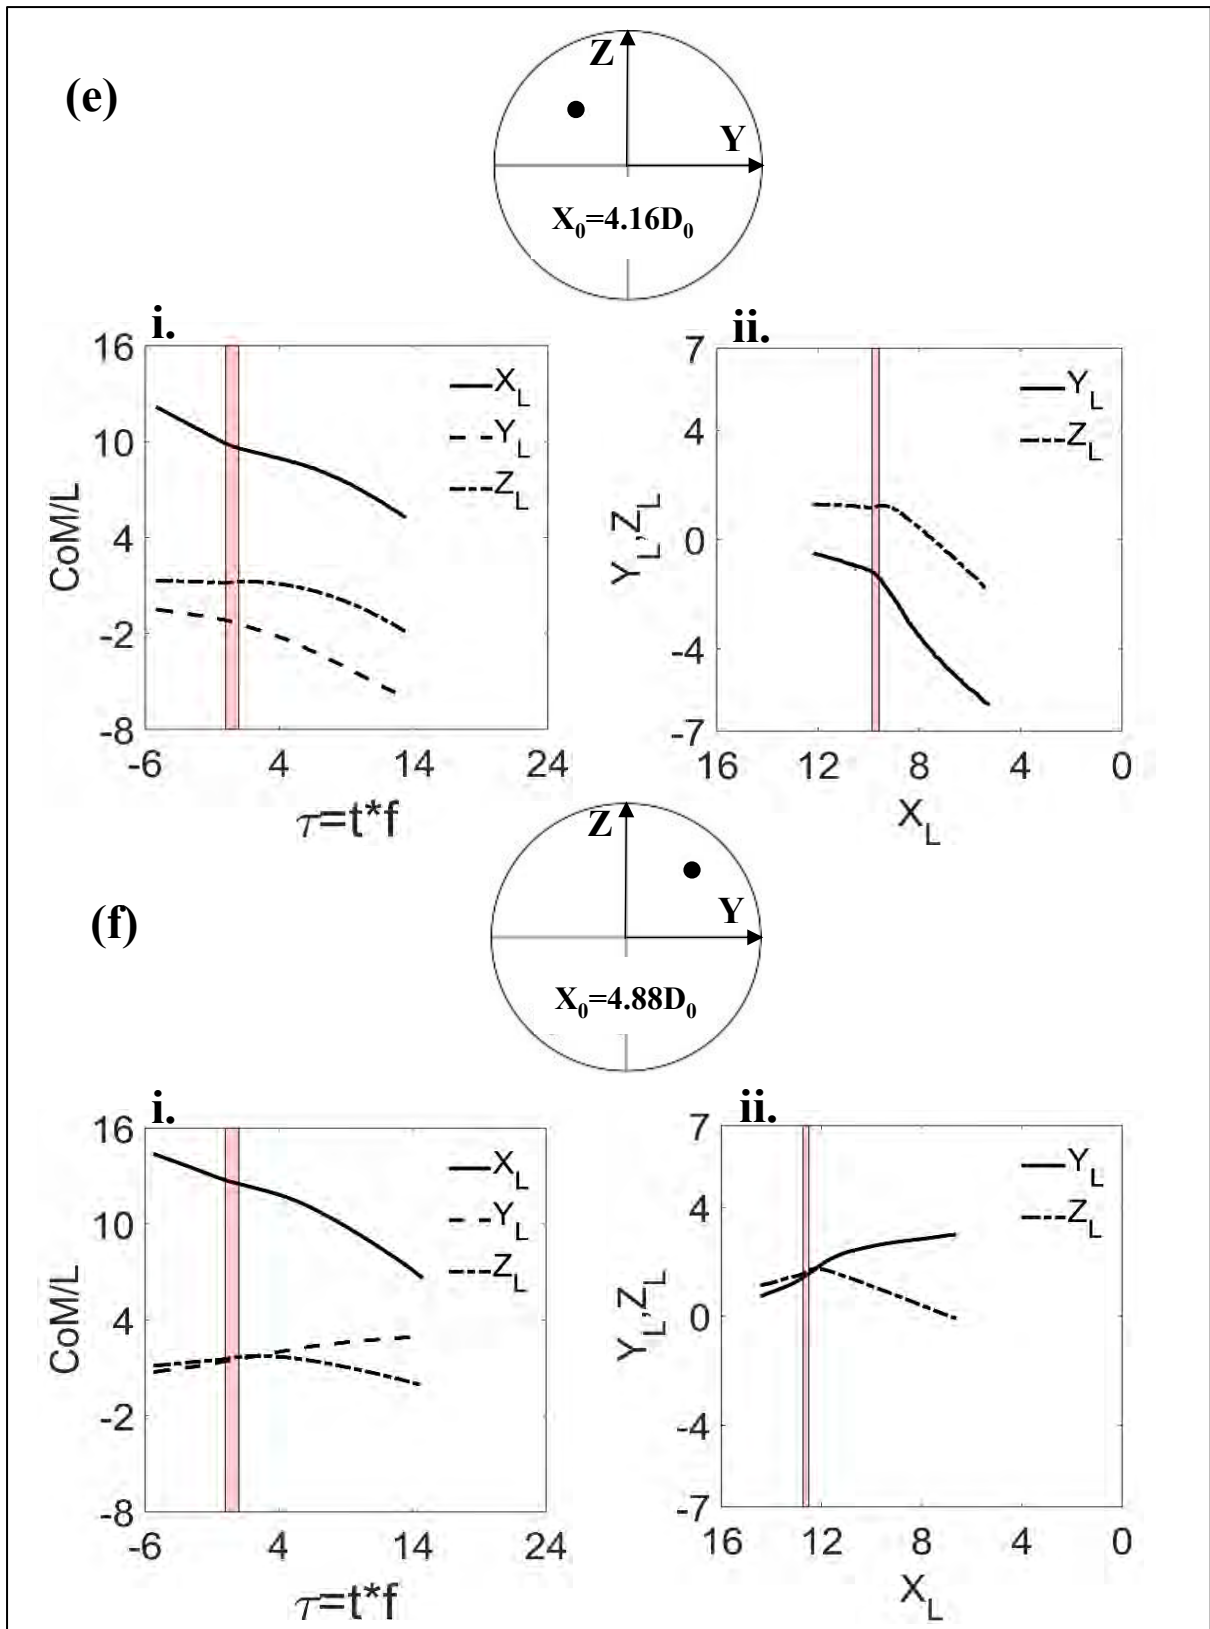 (e)
Z
Y
X0=4.16D0
i.
16
10
4
-2
-8
CoM/L
-6 4 14 24
τ=t*f
XL
YL
ZL
ii.
7
4
0
-4
-7
YL,ZL
16 12 8 4 0
XL
YL
ZL
(f)
Z
Y
X0=4.88D0
i.
16
10
4
-2
-8
CoM/L
-6 4 14 24
τ=t*f
XL
YL
ZL
ii.
7
4
0
-4
-7
YL,ZL
16 12 8 4 0
XL
YL
ZL